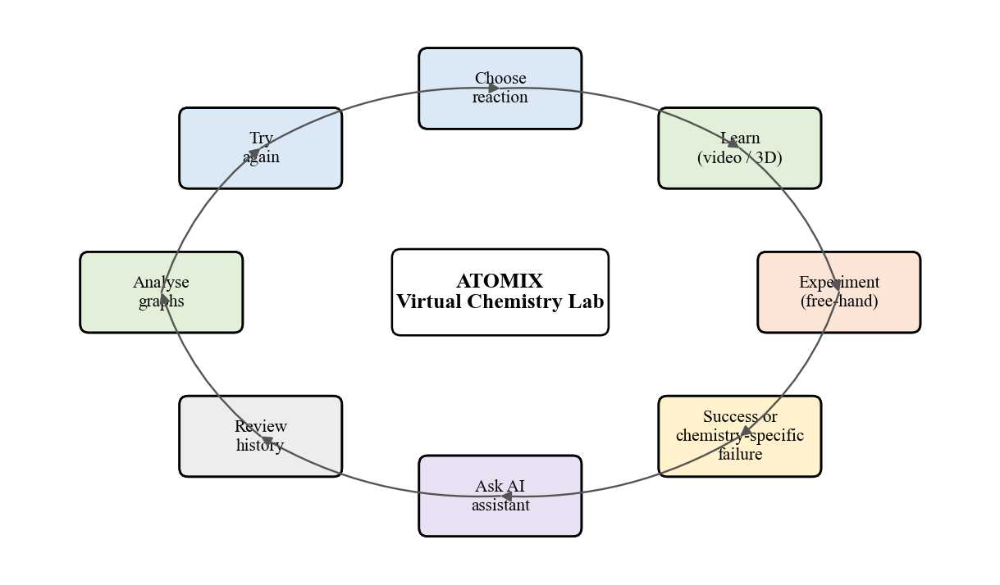 Choose
reaction
Try
again
Learn
(video / 3D)
Analyse
graphs
ATOMIX
Virtual Chemistry Lab
Experiment
(free-hand)
Review
history
Success or
chemistry-specific
failure
Ask AI
assistant